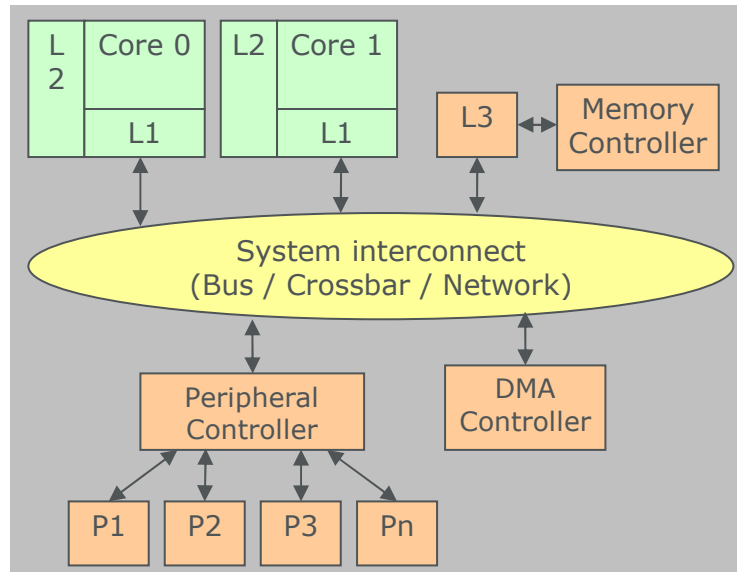 L
2
Core 0
L1
L2
Core 1
L1
L3
Memory
Controller
System interconnect
(Bus / Crossbar / Network)
Peripheral
Controller
DMA
Controller
P1
P2
P3
Pn